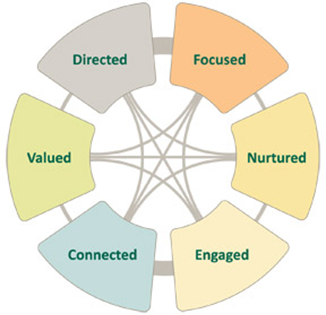 Directed
Focused
Valued
Nurtured
Connected
Engaged